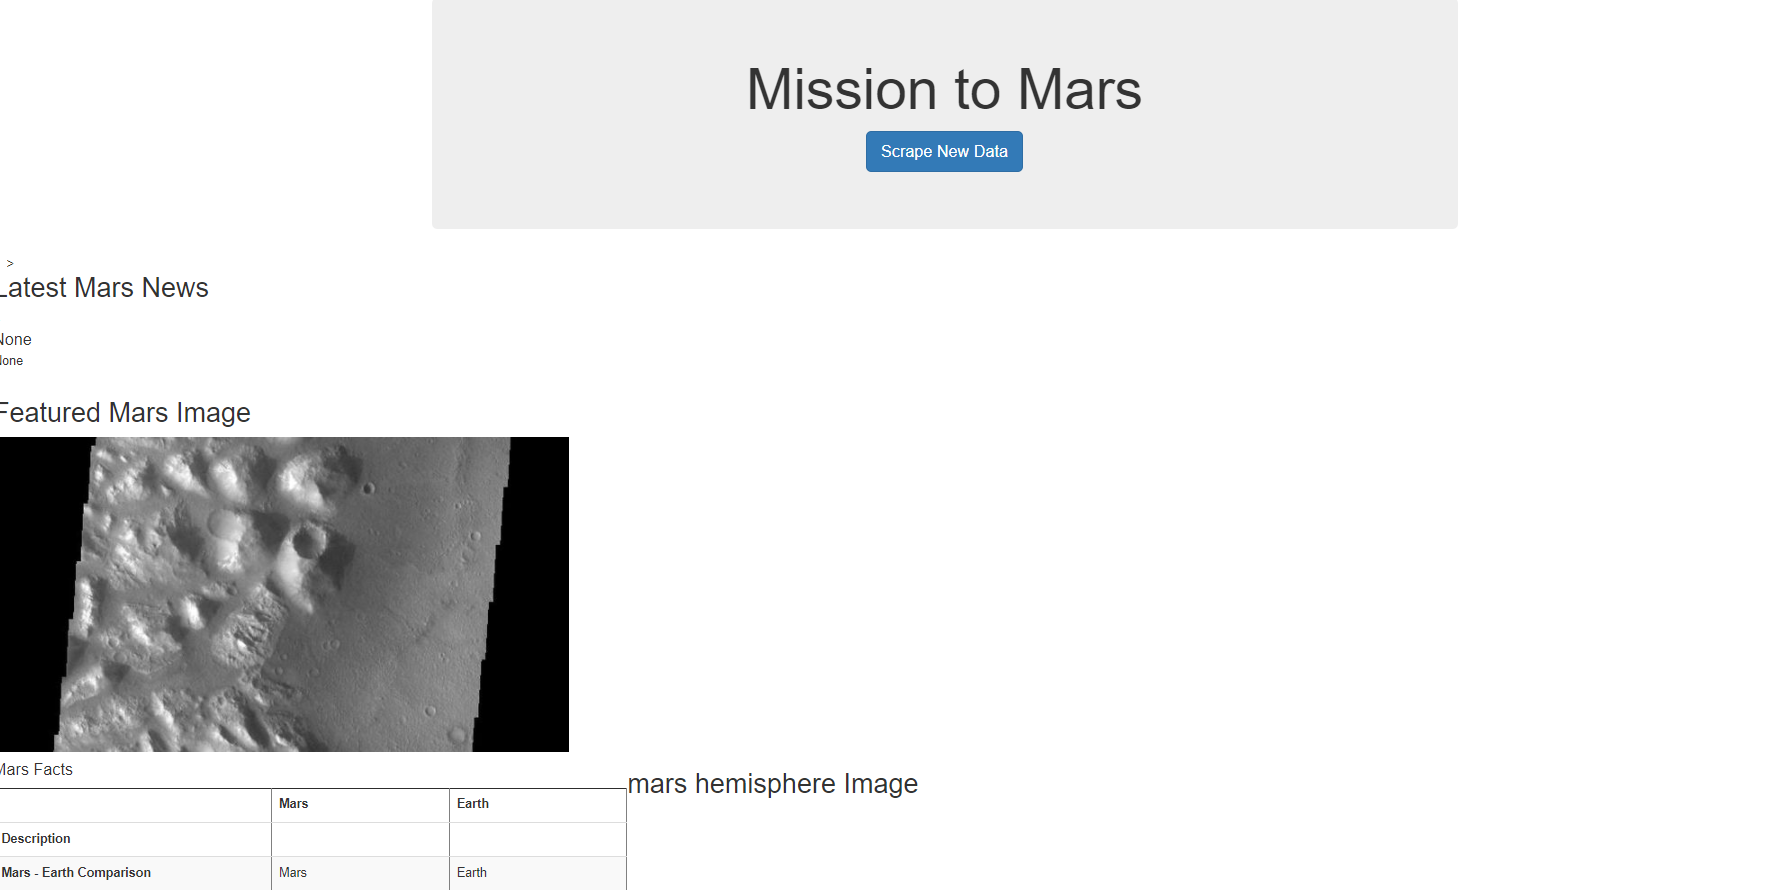 Mission to Mars
Scrape New Data
>
Latest Mars News
None
None
Featured Mars Image
Mars Facts
mars hemisphere Image
Mars Earth
Description
Mars - Earth Comparison Mars Earth